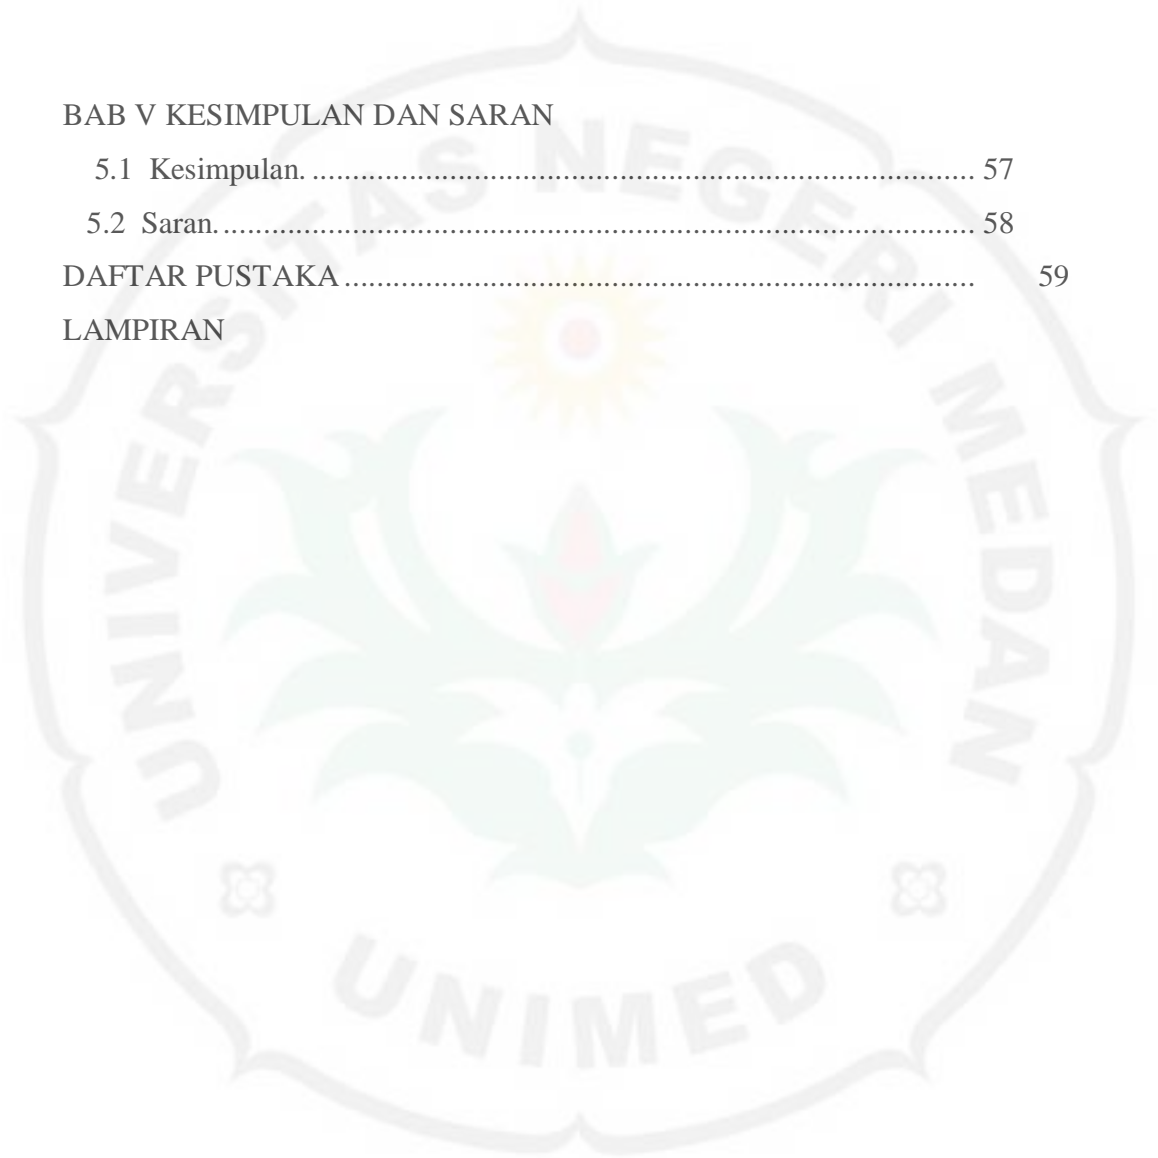 BAB V KESIMPULAN DAN SARAN
5.1 Kesimpulan. .................................................................................. 57
5.2 Saran. ............................................................................................. 58
DAFTAR PUSTAKA .............................................................................. 59
LAMPIRAN
UNIVERSITAS NEGERI MEDAN
UNIMED